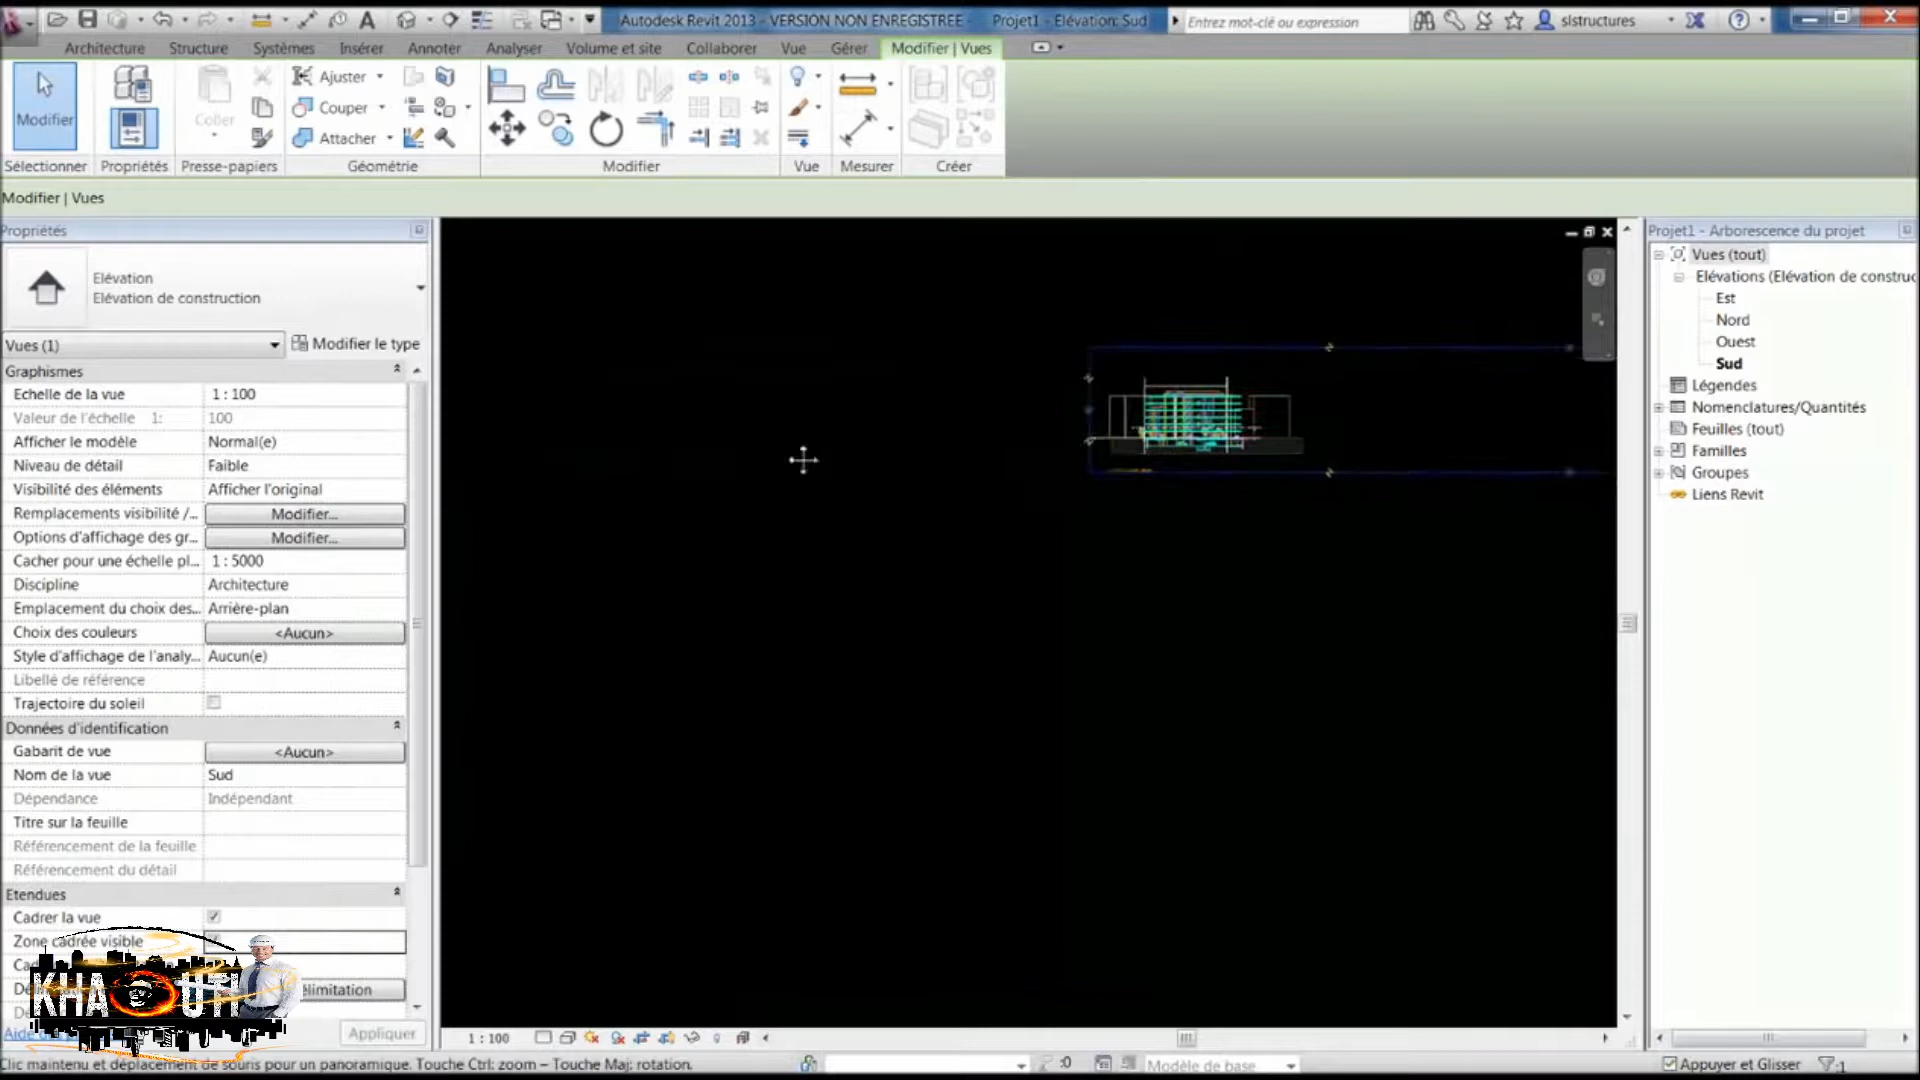 Autodesk Revit 2013 - VERSION NON ENREGISTREE - Projet1 - Elévation: Sud
Entrez mot-clé ou expression
slstructures
Architecture Structure Systèmes Insérer Annoter Analyser Volume et site Collaborer Vue Gérer Modifier | Vues
Modifier
Coller
Ajuster
Couper
Attacher
Sélectionner Propriétés Presse-papiers Géométrie Modifier Vue Mesurer Créer
Modifier | Vues
Propriétés
Elévation
Elévation de construction
Vues (1)
Modifier le type
Graphismes
Echelle de la vue 1 : 100
Valeur de l'échelle 1: 100
Afficher le modèle Normal(e)
Niveau de détail Faible
Visibilité des éléments Afficher l'original
Remplacements visibilité /... Modifier...
Options d'affichage des gr... Modifier...
Cacher pour une échelle pl... 1 : 5000
Discipline Architecture
Emplacement du choix des... Arrière-plan
Choix des couleurs <Aucun>
Style d'affichage de l'analy... Aucun(e)
Libellé de référence
Trajectoire du soleil
Données d'identification
Gabarit de vue <Aucun>
Nom de la vue Sud
Dépendance Indépendant
Titre sur la feuille
Référencement de la feuille
Référencement du détail
Etendues
Cadrer la vue
Zone cadrée visible
Appliquer
1 : 100
Projet1 - Arborescence du projet
Vues (tout)
Elévations (Elévation de construc
Est
Nord
Ouest
Sud
Légendes
Nomenclatures/Quantités
Feuilles (tout)
Familles
Groupes
Liens Revit
Clic maintenu et déplacement de souris pour un panoramique. Touche Ctrl: zoom – Touche Maj: rotation.
:0
Modèle de base
Appuyer et Glisser
:1